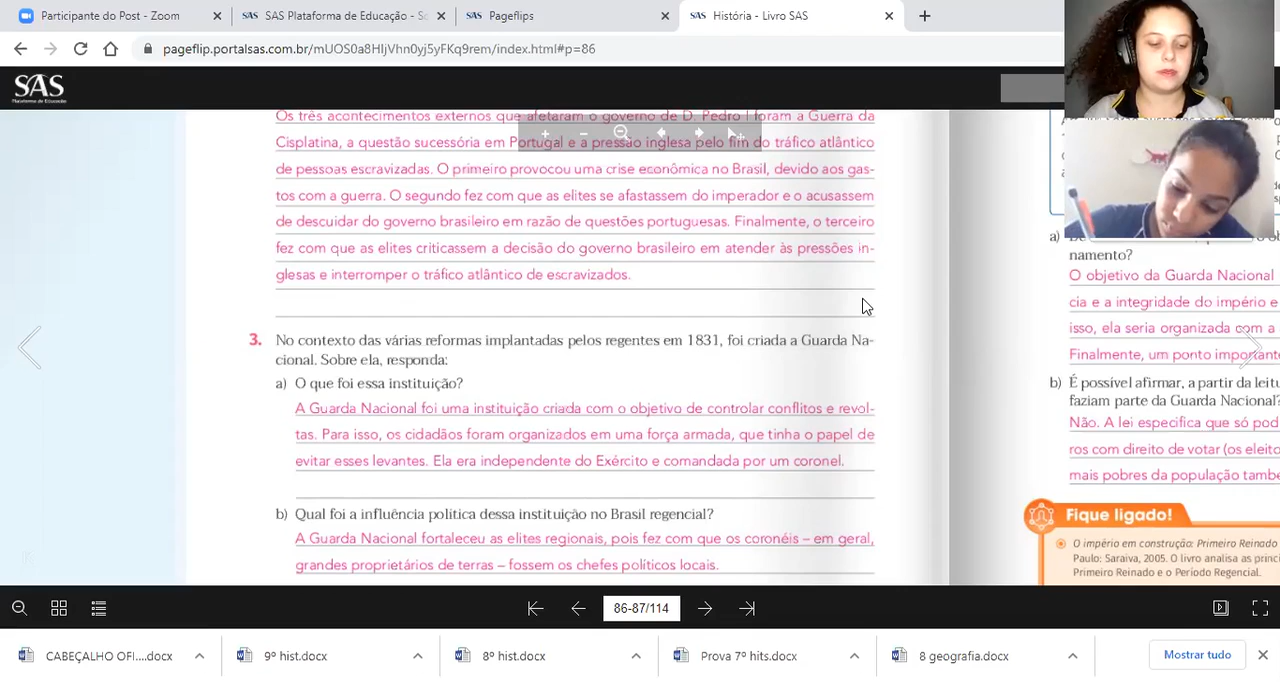 Participante do Post - Zoom
SAS Plataforma de Educação - S
Pageflips
História - Livro SAS
pageflip.portalsas.com.br/mUOS0a8HIjVhn0yj5yFKq9rem/index.html#p=86
SAS
Plataforma de Educação
Os três acontecimentos externos que afetaram o governo de D. Pedro I foram a Guerra da
Cisplatina, a questão sucessória em Portugal e a pressão inglesa pelo fim do tráfico atlântico
de pessoas escravizadas. O primeiro provocou uma crise econômica no Brasil, devido aos gas-
tos com a guerra. O segundo fez com que as elites se afastassem do imperador e o acusassem
de descuidar do governo brasileiro em razão de questões portuguesas. Finalmente, o terceiro
fez com que as elites criticassem a decisão do governo brasileiro em atender às pressões in-
glesas e interromper o tráfico atlântico de escravizados.
3. No contexto das várias reformas implantadas pelos regentes em 1831, foi criada a Guarda Na-
cional. Sobre ela, responda:
a) O que foi essa instituição?
A Guarda Nacional foi uma instituição criada com o objetivo de controlar conflitos e revol-
tas. Para isso, os cidadãos foram organizados em uma força armada, que tinha o papel de
evitar esses levantes. Ela era independente do Exército e comandada por um coronel.
b) Qual foi a influência política dessa instituição no Brasil regencial?
A Guarda Nacional fortaleceu as elites regionais, pois fez com que os coronéis – em geral,
grandes proprietários de terras – fossem os chefes políticos locais.
a)
namento?
O objetivo da Guarda Nacional
cia e a integridade do império e
isso, ela seria organizada com a
Finalmente, um ponto importante
b) É possível afirmar, a partir da leitu
faziam parte da Guarda Nacional?
Não. A lei especifica que só pod
ros com direito de votar (os eleito
mais pobres da população també
Fique ligado!
O império em construção: Primeiro Reinado
Paulo: Saraiva, 2005. O livro analisa as princi
Primeiro Reinado e o Período Regencial.
86-87/114
CABEÇALHO OFI....docx
9º hist.docx
8º hist.docx
Prova 7º hits.docx
8 geografia.docx
Mostrar tudo